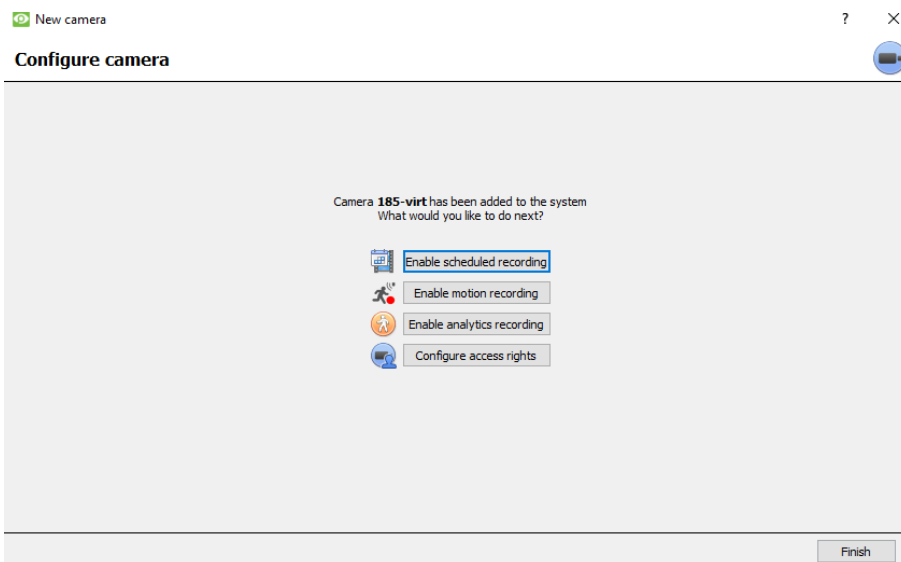 New camera
?
Configure camera
Camera 185-virt has been added to the system
What would you like to do next?
Enable scheduled recording
Enable motion recording
Enable analytics recording
Configure access rights
Finish